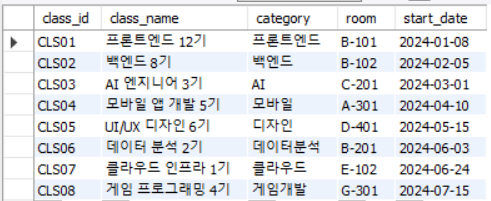 class_id class_name category room start_date
CLS01 프론트엔드 12기 프론트엔드 B-101 2024-01-08
CLS02 백엔드 8기 백엔드 B-102 2024-02-05
CLS03 AI 엔지니어 3기 AI C-201 2024-03-01
CLS04 모바일 앱 개발 5기 모바일 A-301 2024-04-10
CLS05 UI/UX 디자인 6기 디자인 D-401 2024-05-15
CLS06 데이터 분석 2기 데이터분석 B-201 2024-06-03
CLS07 클라우드 인프라 1기 클라우드 E-102 2024-06-24
CLS08 게임 프로그래밍 4기 게임개발 G-301 2024-07-15